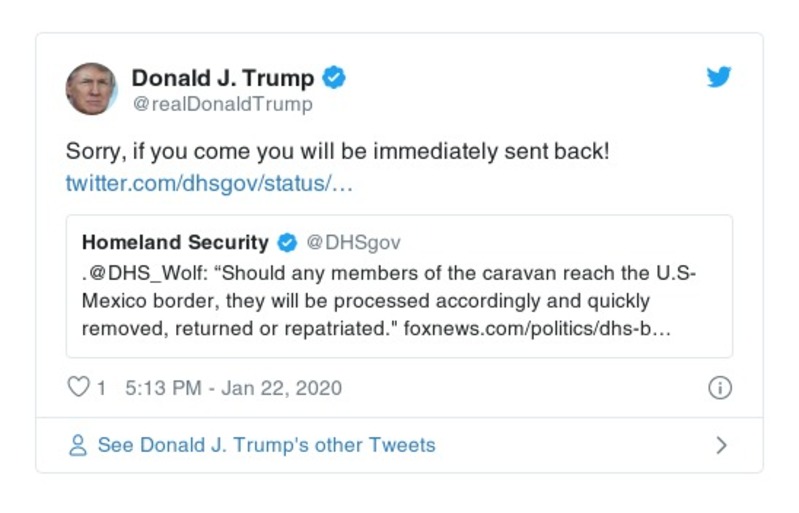 Donald J. Trump
@realDonaldTrump
Sorry, if you come you will be immediately sent back!
twitter.com/dhsgov/status/…
Homeland Security @DHSgov
.@DHS_Wolf: “Should any members of the caravan reach the U.S-
Mexico border, they will be processed accordingly and quickly
removed, returned or repatriated." foxnews.com/politics/dhs-b…
1 5:13 PM - Jan 22, 2020
See Donald J. Trump's other Tweets